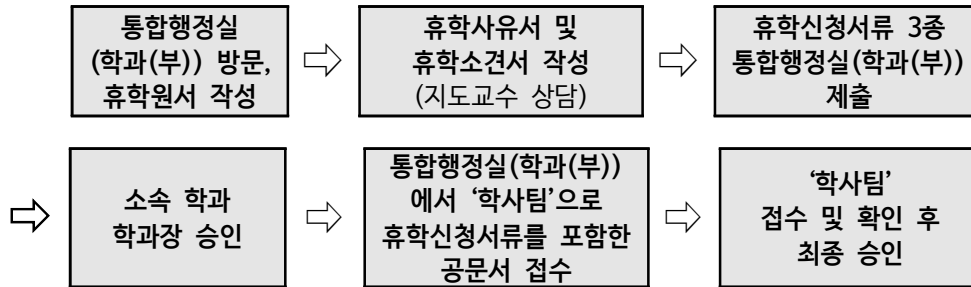 통합행정실
(학과(부)) 방문,
휴학원서 작성
⇨
휴학사유서 및
휴학소견서 작성
(지도교수 상담)
⇨
휴학신청서류 3종
통합행정실(학과(부))
제출
⇨
소속 학과
학과장 승인
⇨
통합행정실(학과(부))
에서 ‘학사팀’으로
휴학신청서류를 포함한
공문서 접수
⇨
‘학사팀’
접수 및 확인 후
최종 승인